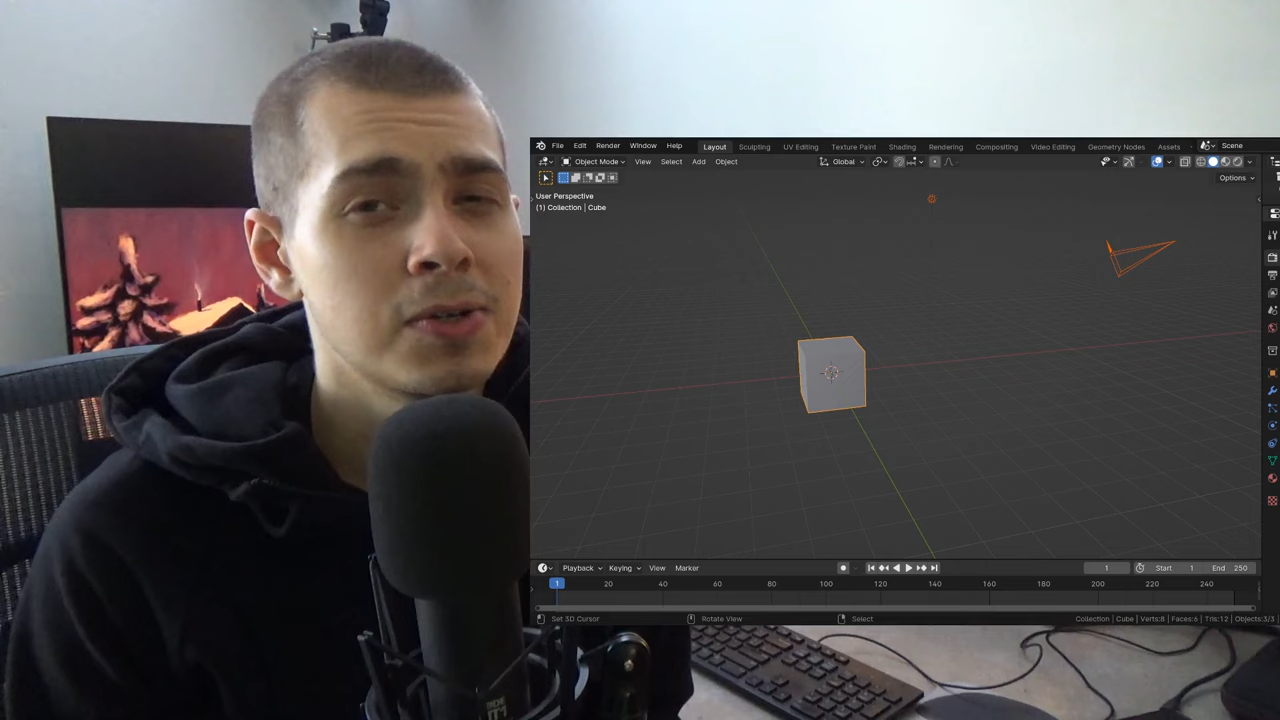 File Edit Render Window Help Layout Sculpting UV Editing Texture Paint Shading Rendering Compositing Video Editing Geometry Nodes Assets Scene
Object Mode View Select Add Object Global
Options
User Perspective
(1) Collection | Cube
Playback Keying View Marker 1 Start 1 End 250
1 20 40 60 80 100 120 140 160 180 200 220 240
Set 3D Cursor Rotate View Select Collection | Cube | Verts:8 | Faces:6 | Tris:12 | Objects:3/3